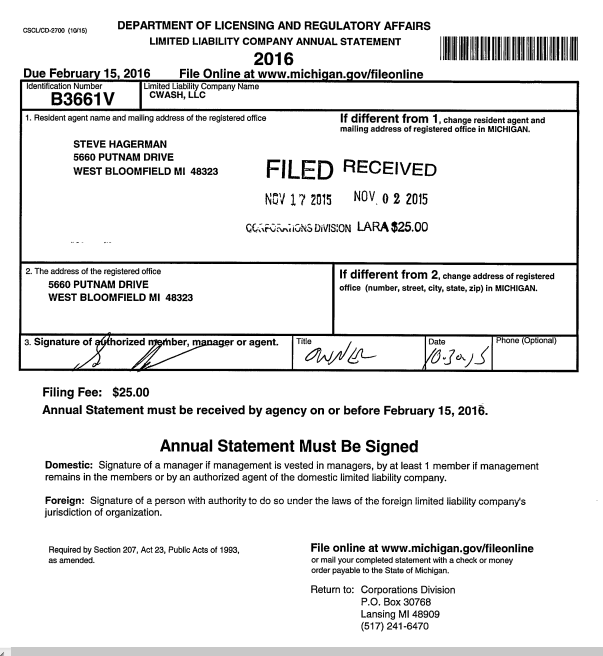 CSCL/CD-2700 (10/15)
DEPARTMENT OF LICENSING AND REGULATORY AFFAIRS
LIMITED LIABILITY COMPANY ANNUAL STATEMENT
2016
Due February 15, 2016 File Online at www.michigan.gov/fileonline
Identification Number
B3661V
Limited Liability Company Name
CWASH, LLC
1. Resident agent name and mailing address of the registered office
STEVE HAGERMAN
5660 PUTNAM DRIVE
WEST BLOOMFIELD MI 48323
If different from 1, change resident agent and
mailing address of registered office in MICHIGAN.
FILED RECEIVED
NOV 17 2015 NOV 02 2015
CORPORATIONS DIVISION LARA $25.00
2. The address of the registered office
5660 PUTNAM DRIVE
WEST BLOOMFIELD MI 48323
If different from 2, change address of registered
office (number, street, city, state, zip) in MICHIGAN.
3. Signature of authorized member, manager or agent.
Title
OWNER
Date
Phone (Optional)
Filing Fee: $25.00
Annual Statement must be received by agency on or before February 15, 2016.
Annual Statement Must Be Signed
Domestic: Signature of a manager if management is vested in managers, by at least 1 member if management
remains in the members or by an authorized agent of the domestic limited liability company.
Foreign: Signature of a person with authority to do so under the laws of the foreign limited liability company's
jurisdiction of organization.
Required by Section 207, Act 23, Public Acts of 1993,
as amended.
File online at www.michigan.gov/fileonline
or mail your completed statement with a check or money
order payable to the State of Michigan.
Return to: Corporations Division
P.O. Box 30768
Lansing MI 48909
(517) 241-6470